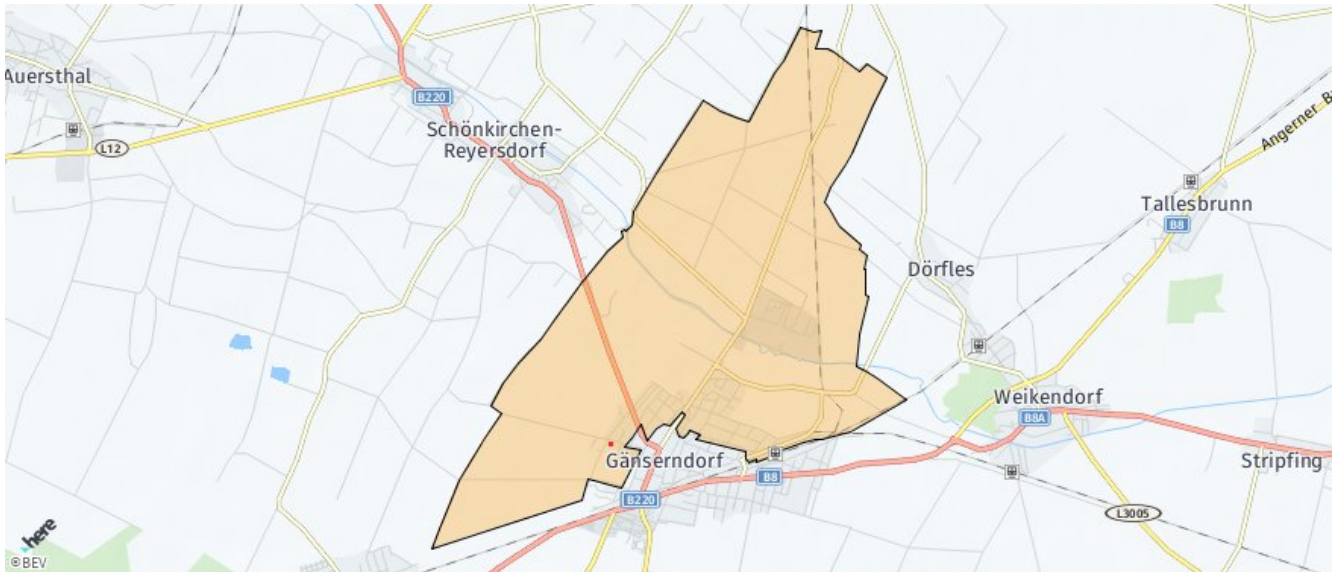 Auersthal
B220
Schönkirchen-
Reyersdorf
L12
Angerner B
Tallesbrunn
B8
Dörfles
Weikendorf
B8A
Gänserndorf
B8
Stripfing
B220
L3005
here
©BEV